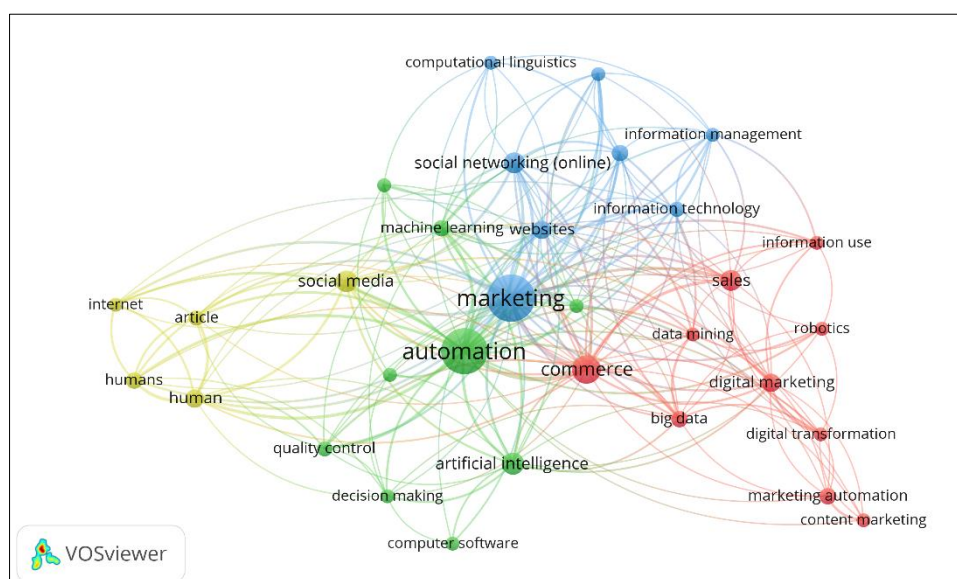 computational linguistics
information management
social networking (online)
information technology
machine learning
websites
information use
social media
sales
internet
marketing
article
data mining
robotics
automation
commerce
humans
digital marketing
human
big data
digital transformation
quality control
artificial intelligence
decision making
marketing automation
content marketing
computer software
VOSviewer